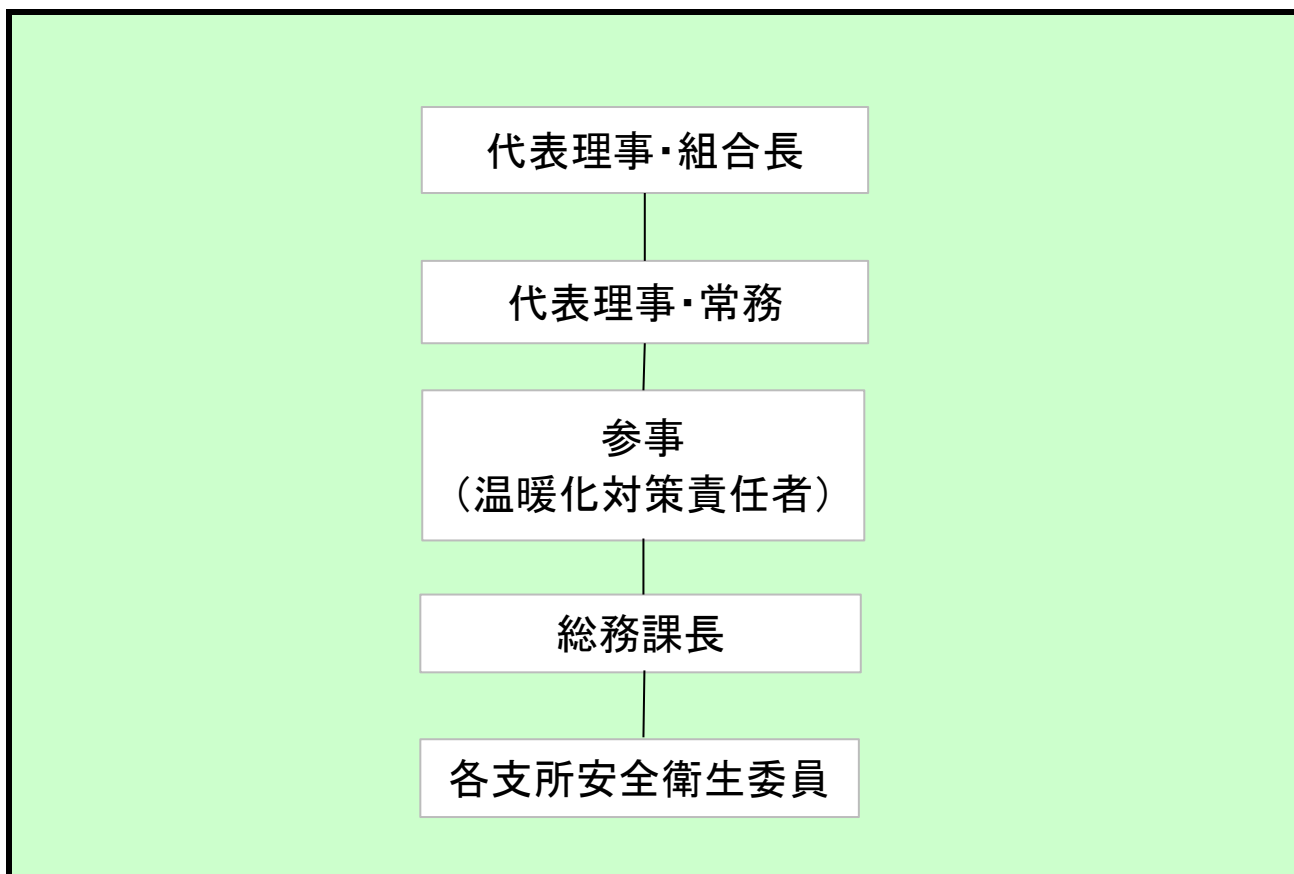 代表理事・組合長
代表理事・常務
参事
（温暖化対策責任者）
総務課長
各支所安全衛生委員